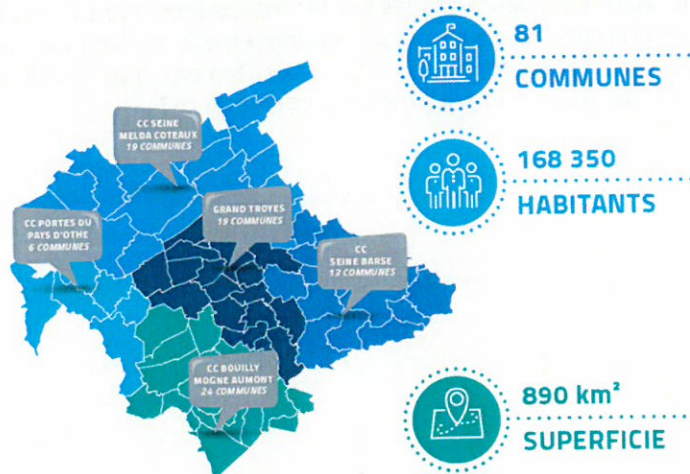 81
COMMUNES
CC SEINE
MELDA COTEAUX
19 COMMUNES
168 350
HABITANTS
GRAND TROYES
19 COMMUNES
CC PORTES DU
PAYS D'OTHE
6 COMMUNES
CC
SEINE BARSE
13 COMMUNES
CC BOUILLY
MOGNE AUMONT
24 COMMUNES
890 km²
SUPERFICIE